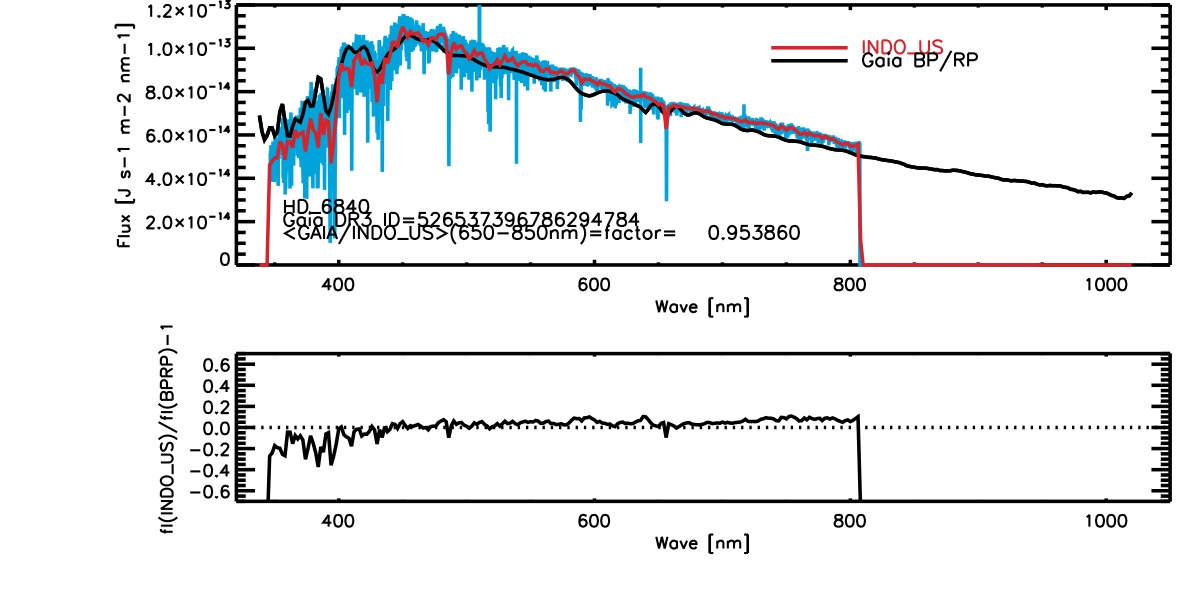 1.2×10⁻¹³
1.0×10⁻¹³
8.0×10⁻¹⁴
6.0×10⁻¹⁴
4.0×10⁻¹⁴
2.0×10⁻¹⁴
0
Flux [J s−1 m−2 nm−1]
INDO_US
Gaia BP/RP
HD_6840
Gaia DR3 ID=526537396786294784
<GAIA/INDO_US>(650−850nm)=factor= 0.953860
400 600 800 1000
Wave [nm]
fl(INDO_US)/fl(BPRP)−1
0.6
0.4
0.2
0.0
−0.2
−0.4
−0.6
400 600 800 1000
Wave [nm]